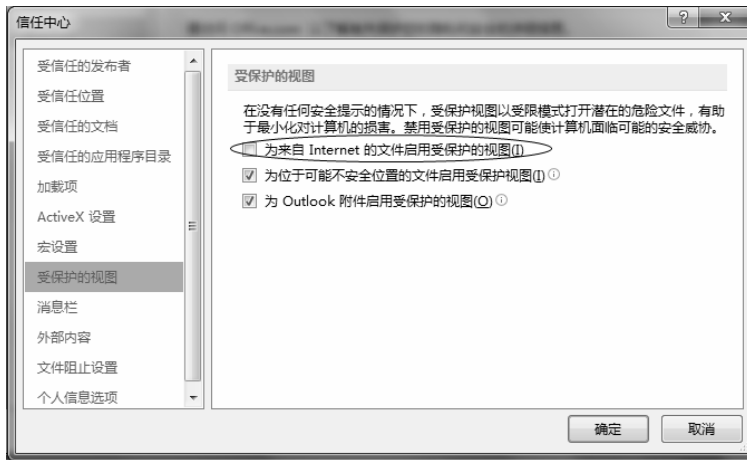 信任中心
受信任的发布者
受信任位置
受信任的文档
受信任的应用程序目录
加载项
ActiveX 设置
宏设置
受保护的视图
消息栏
外部内容
文件阻止设置
个人信息选项
受保护的视图
在没有任何安全提示的情况下，受保护视图以受限模式打开潜在的危险文件，有助
于最小化对计算机的损害。禁用受保护的视图可能使计算机面临可能的安全威胁。
为来自 Internet 的文件启用受保护的视图(I)
为位于可能不安全位置的文件启用受保护视图(I)
为 Outlook 附件启用受保护的视图(O)
确定
取消